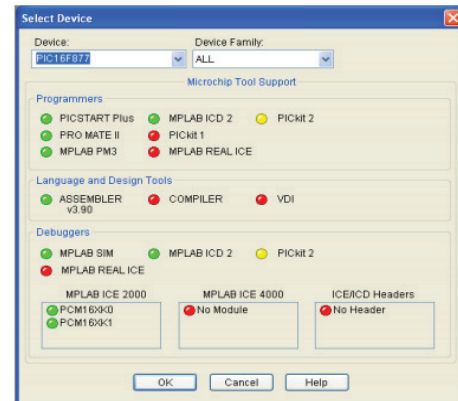 Select Device
Device: Device Family:
PIC16F877 ALL
Microchip Tool Support
Programmers
PICSTART Plus MPLAB ICD 2 PICkit 2
PRO MATE II PICkit 1
MPLAB PM3 MPLAB REAL ICE
Language and Design Tools
ASSEMBLER COMPILER VDI
v3.90
Debuggers
MPLAB SIM MPLAB ICD 2 PICkit 2
MPLAB REAL ICE
MPLAB ICE 2000 MPLAB ICE 4000 ICE/ICD Headers
PCM16XK0 No Module No Header
PCM16XK1
OK Cancel Help